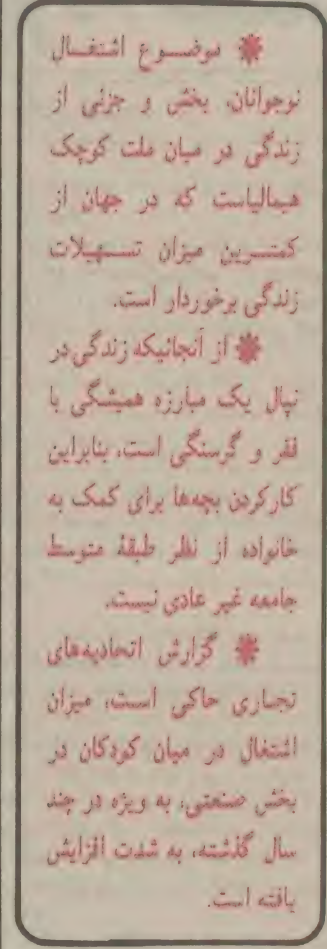 ❋ موضوع اشتغال
نوجوانان، بخش و جزئی از
زندگی در میان ملت کوچک
هیمالیاست که در جهان از
کمترین میزان تسهیلات
زندگی برخوردار است.
❋ از آنجائیکه زندگی در
نپال یک مبارزه همیشگی با
فقر و گرسنگی است، بنابراین
کارکردن بچه‌ها برای کمک به
خانواده از نظر طبقهٔ متوسط
جامعه غیر عادی نیست.
❋ گزارش اتحادیه‌های
تجاری حاکی است، میزان
اشتغال در میان کودکان در
بخش صنعتی، به ویژه در چند
سال گذشته، به شدت افزایش
یافته است.